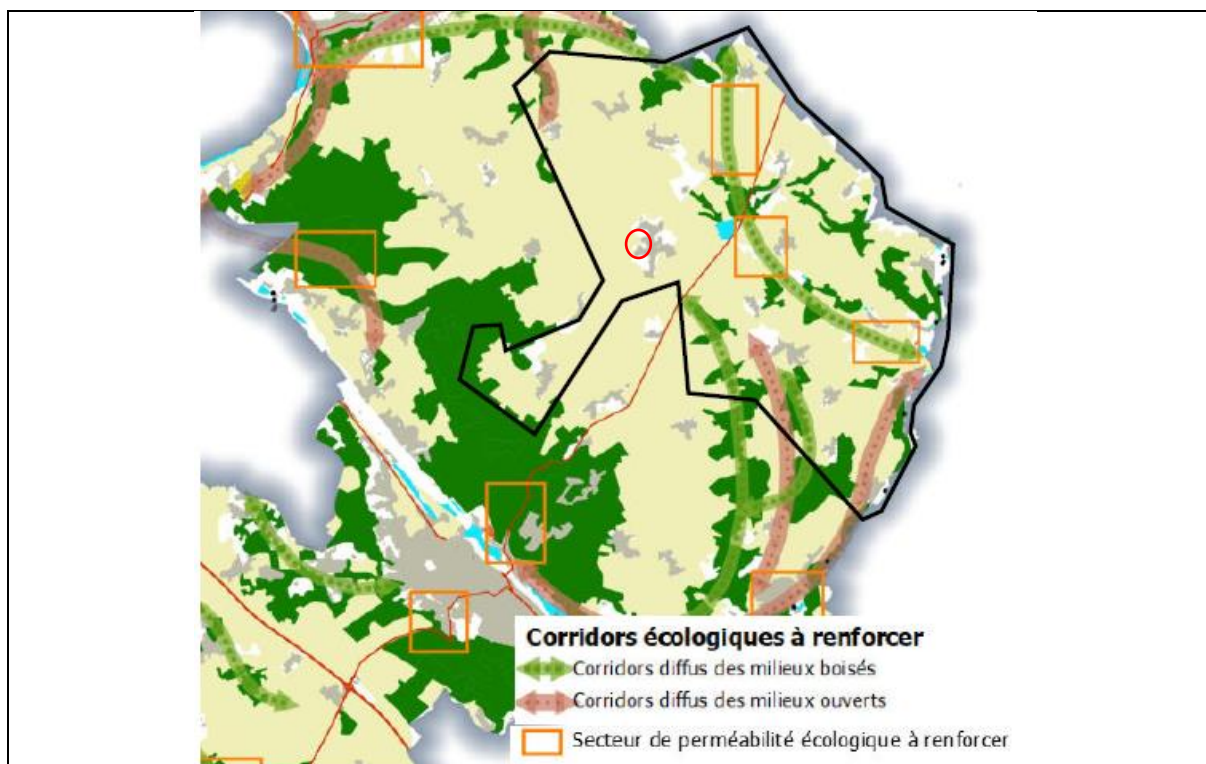 Corridors écologiques à renforcer
Corridors diffus des milieux boisés
Corridors diffus des milieux ouverts
Secteur de perméabilité écologique à renforcer